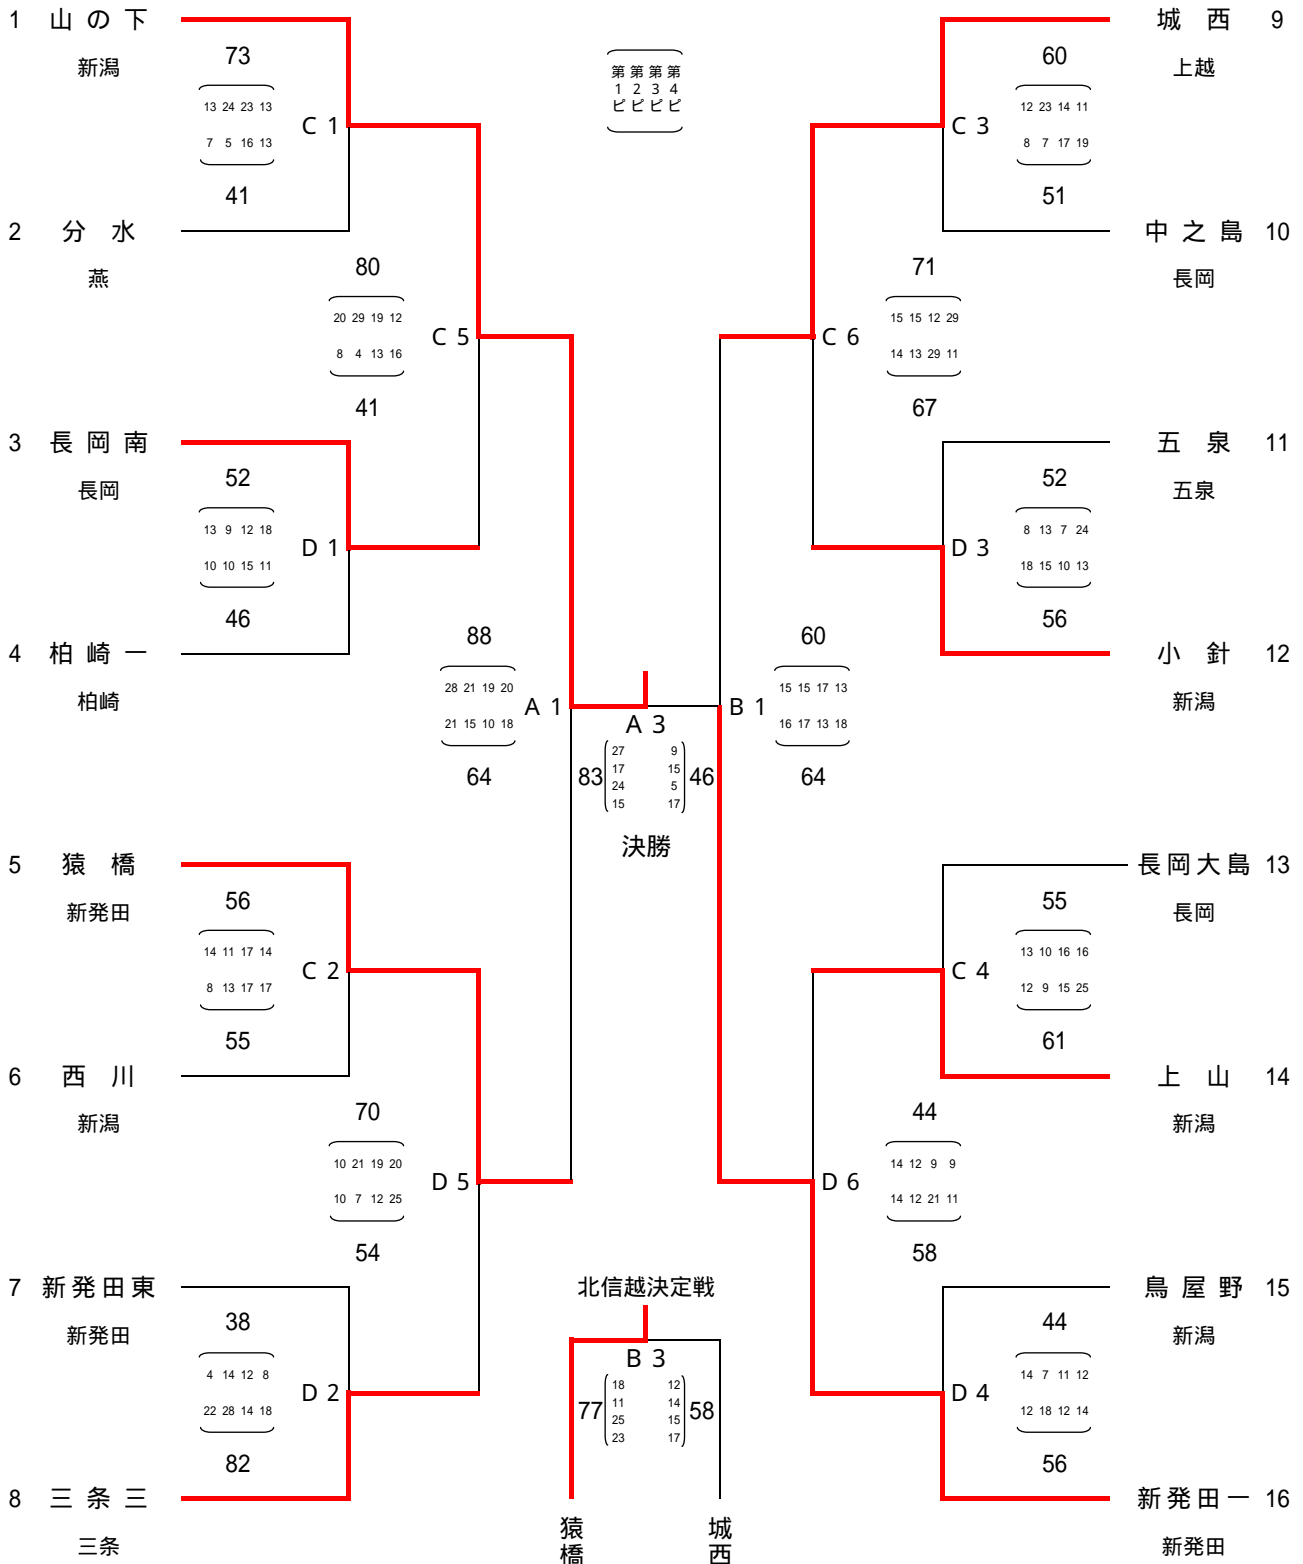 1 山の下
新潟
73
13 24 23 13
C 1
7 5 16 13
41
2 分水
燕
80
20 29 19 12
C 5
8 4 13 16
41
3 長岡南
長岡
52
13 9 12 18
D 1
10 10 15 11
46
4 柏崎一
柏崎
88
28 21 19 20
A 1
21 15 10 18
64
5 猿橋
新発田
56
14 11 17 14
C 2
8 13 17 17
55
6 西川
新潟
70
10 21 19 20
D 5
10 7 12 25
54
7 新発田東
新発田
38
4 14 12 8
D 2
22 28 14 18
82
8 三条三
三条
第1ピ 第2ピ 第3ピ 第4ピ
A 3
27 9
17 15
83 46
24 5
15 17
決勝
北信越決定戦
B 3
18 12
11 14
77 58
25 15
23 17
猿橋
城西
城西 9
上越
60
12 23 14 11
C 3
8 7 17 19
51
中之島 10
長岡
71
15 15 12 29
C 6
14 13 29 11
67
五泉 11
五泉
52
8 13 7 24
D 3
18 15 10 13
56
小針 12
新潟
60
15 15 17 13
B 1
16 17 13 18
64
長岡大島 13
長岡
55
13 10 16 16
C 4
12 9 15 25
61
上山 14
新潟
44
14 12 9 9
D 6
14 12 21 11
58
鳥屋野 15
新潟
44
14 7 11 12
D 4
12 18 12 14
56
新発田一 16
新発田